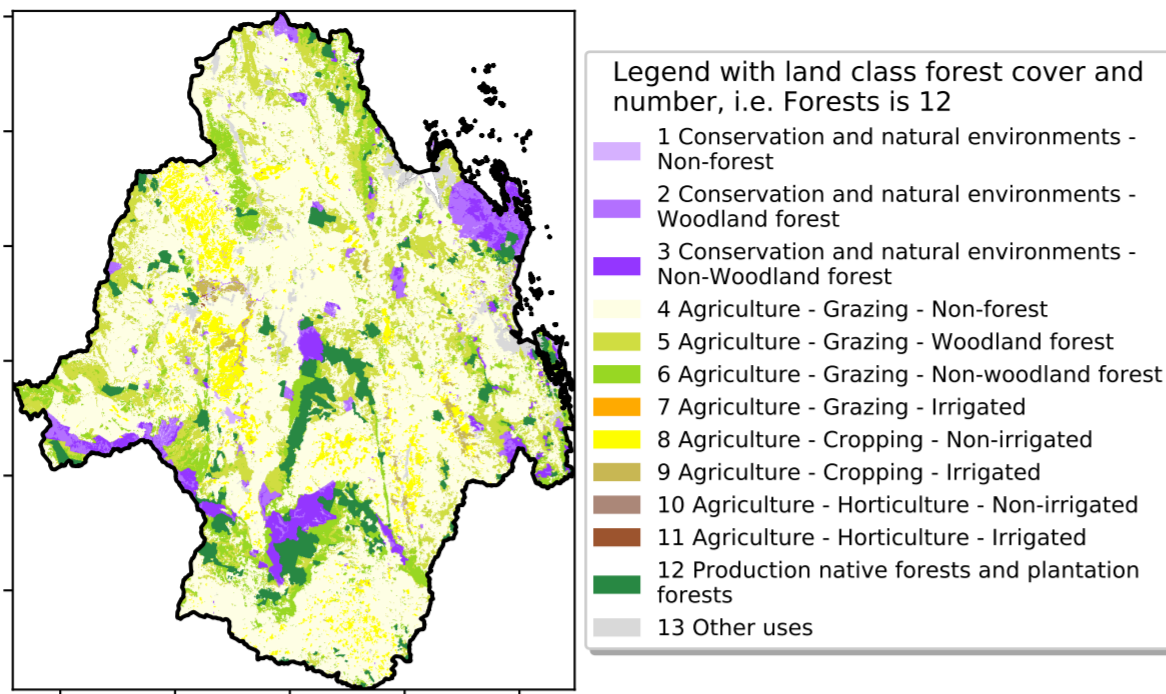 Legend with land class forest cover and
number, i.e. Forests is 12
1 Conservation and natural environments -
Non-forest
2 Conservation and natural environments -
Woodland forest
3 Conservation and natural environments -
Non-Woodland forest
4 Agriculture - Grazing - Non-forest
5 Agriculture - Grazing - Woodland forest
6 Agriculture - Grazing - Non-woodland forest
7 Agriculture - Grazing - Irrigated
8 Agriculture - Cropping - Non-irrigated
9 Agriculture - Cropping - Irrigated
10 Agriculture - Horticulture - Non-irrigated
11 Agriculture - Horticulture - Irrigated
12 Production native forests and plantation
forests
13 Other uses